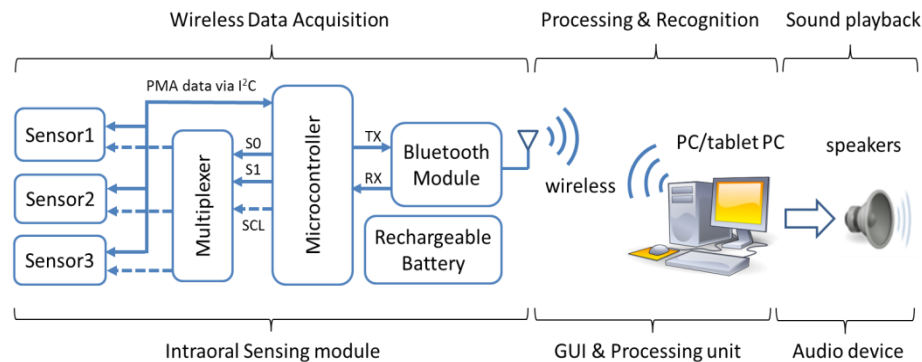 Wireless Data Acquisition
Processing & Recognition
Sound playback
PMA data via I²C
Sensor1
Sensor2
Sensor3
Multiplexer
S0
S1
SCL
Microcontroller
TX
RX
Bluetooth
Module
Rechargeable
Battery
wireless
PC/tablet PC
speakers
Intraoral Sensing module
GUI & Processing unit
Audio device